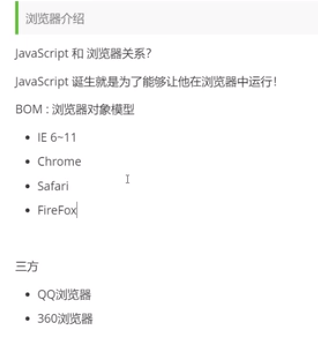 浏览器介绍
JavaScript 和 浏览器关系？
JavaScript 诞生就是为了能够让他在浏览器中运行！
BOM : 浏览器对象模型
IE 6~11
Chrome
Safari
FireFox
三方
QQ浏览器
360浏览器